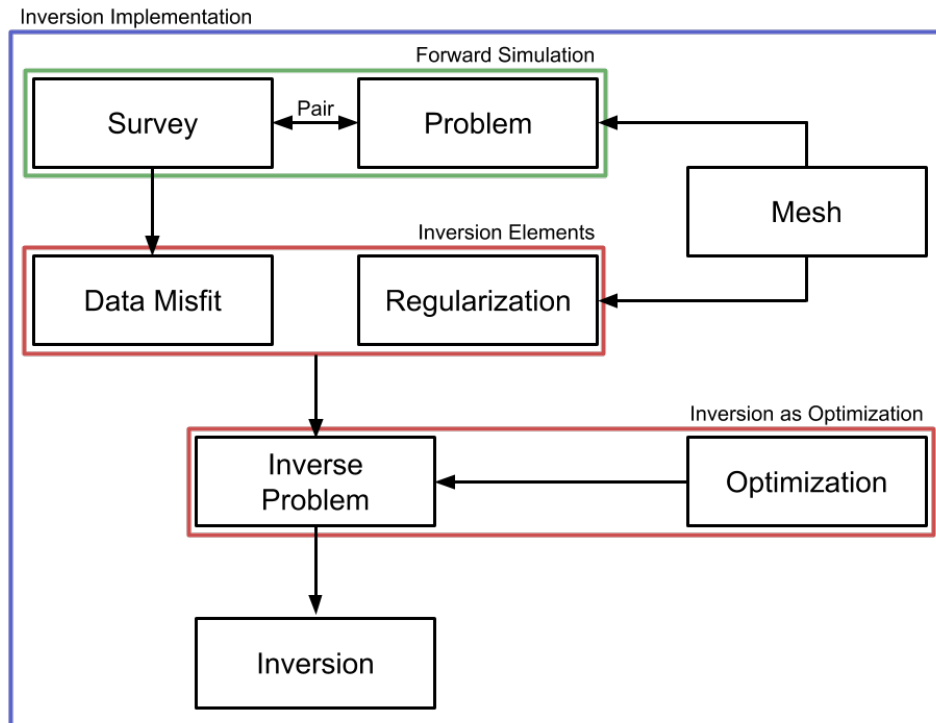 Inversion Implementation
Forward Simulation
Survey
Pair
Problem
Mesh
Inversion Elements
Data Misfit
Regularization
Inversion as Optimization
Inverse
Problem
Optimization
Inversion